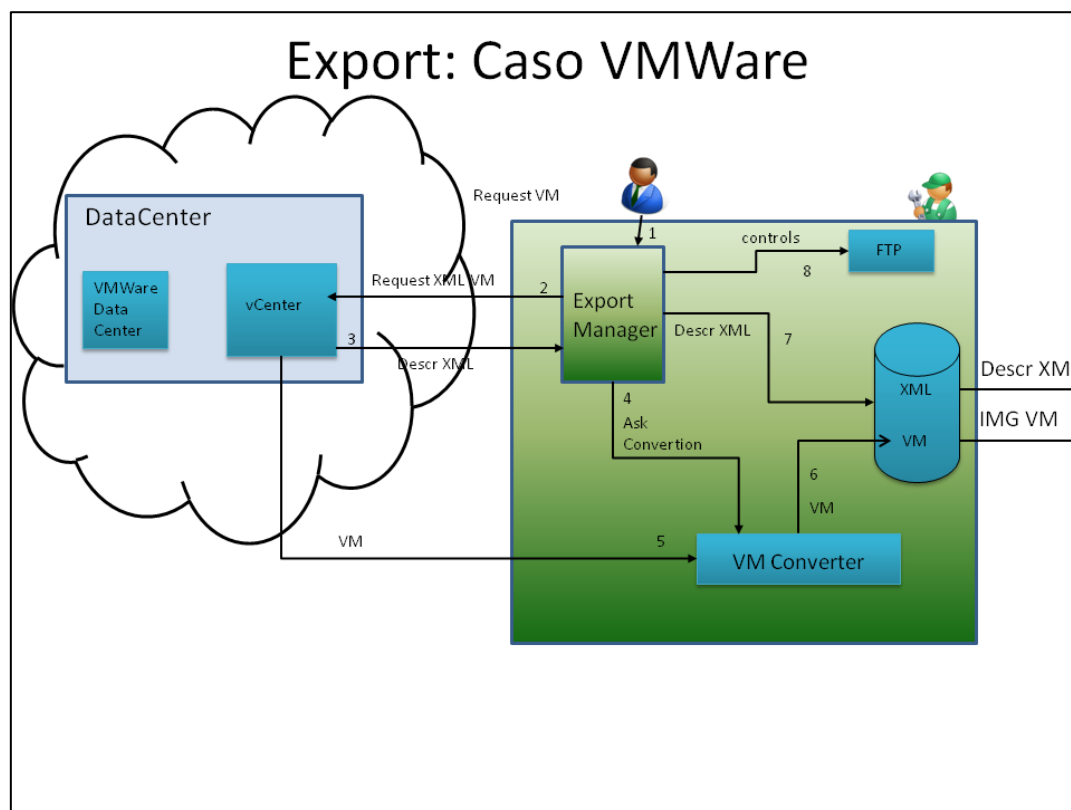 Export: Caso VMWare
Request VM
DataCenter
1
controls
FTP
8
VMWare
Data
Center
vCenter
Request XML VM
2
Export
Manager
3
Descr XML
Descr XML
7
XML
Descr XM
4
Ask
Convertion
IMG VM
VM
6
VM
VM
5
VM Converter